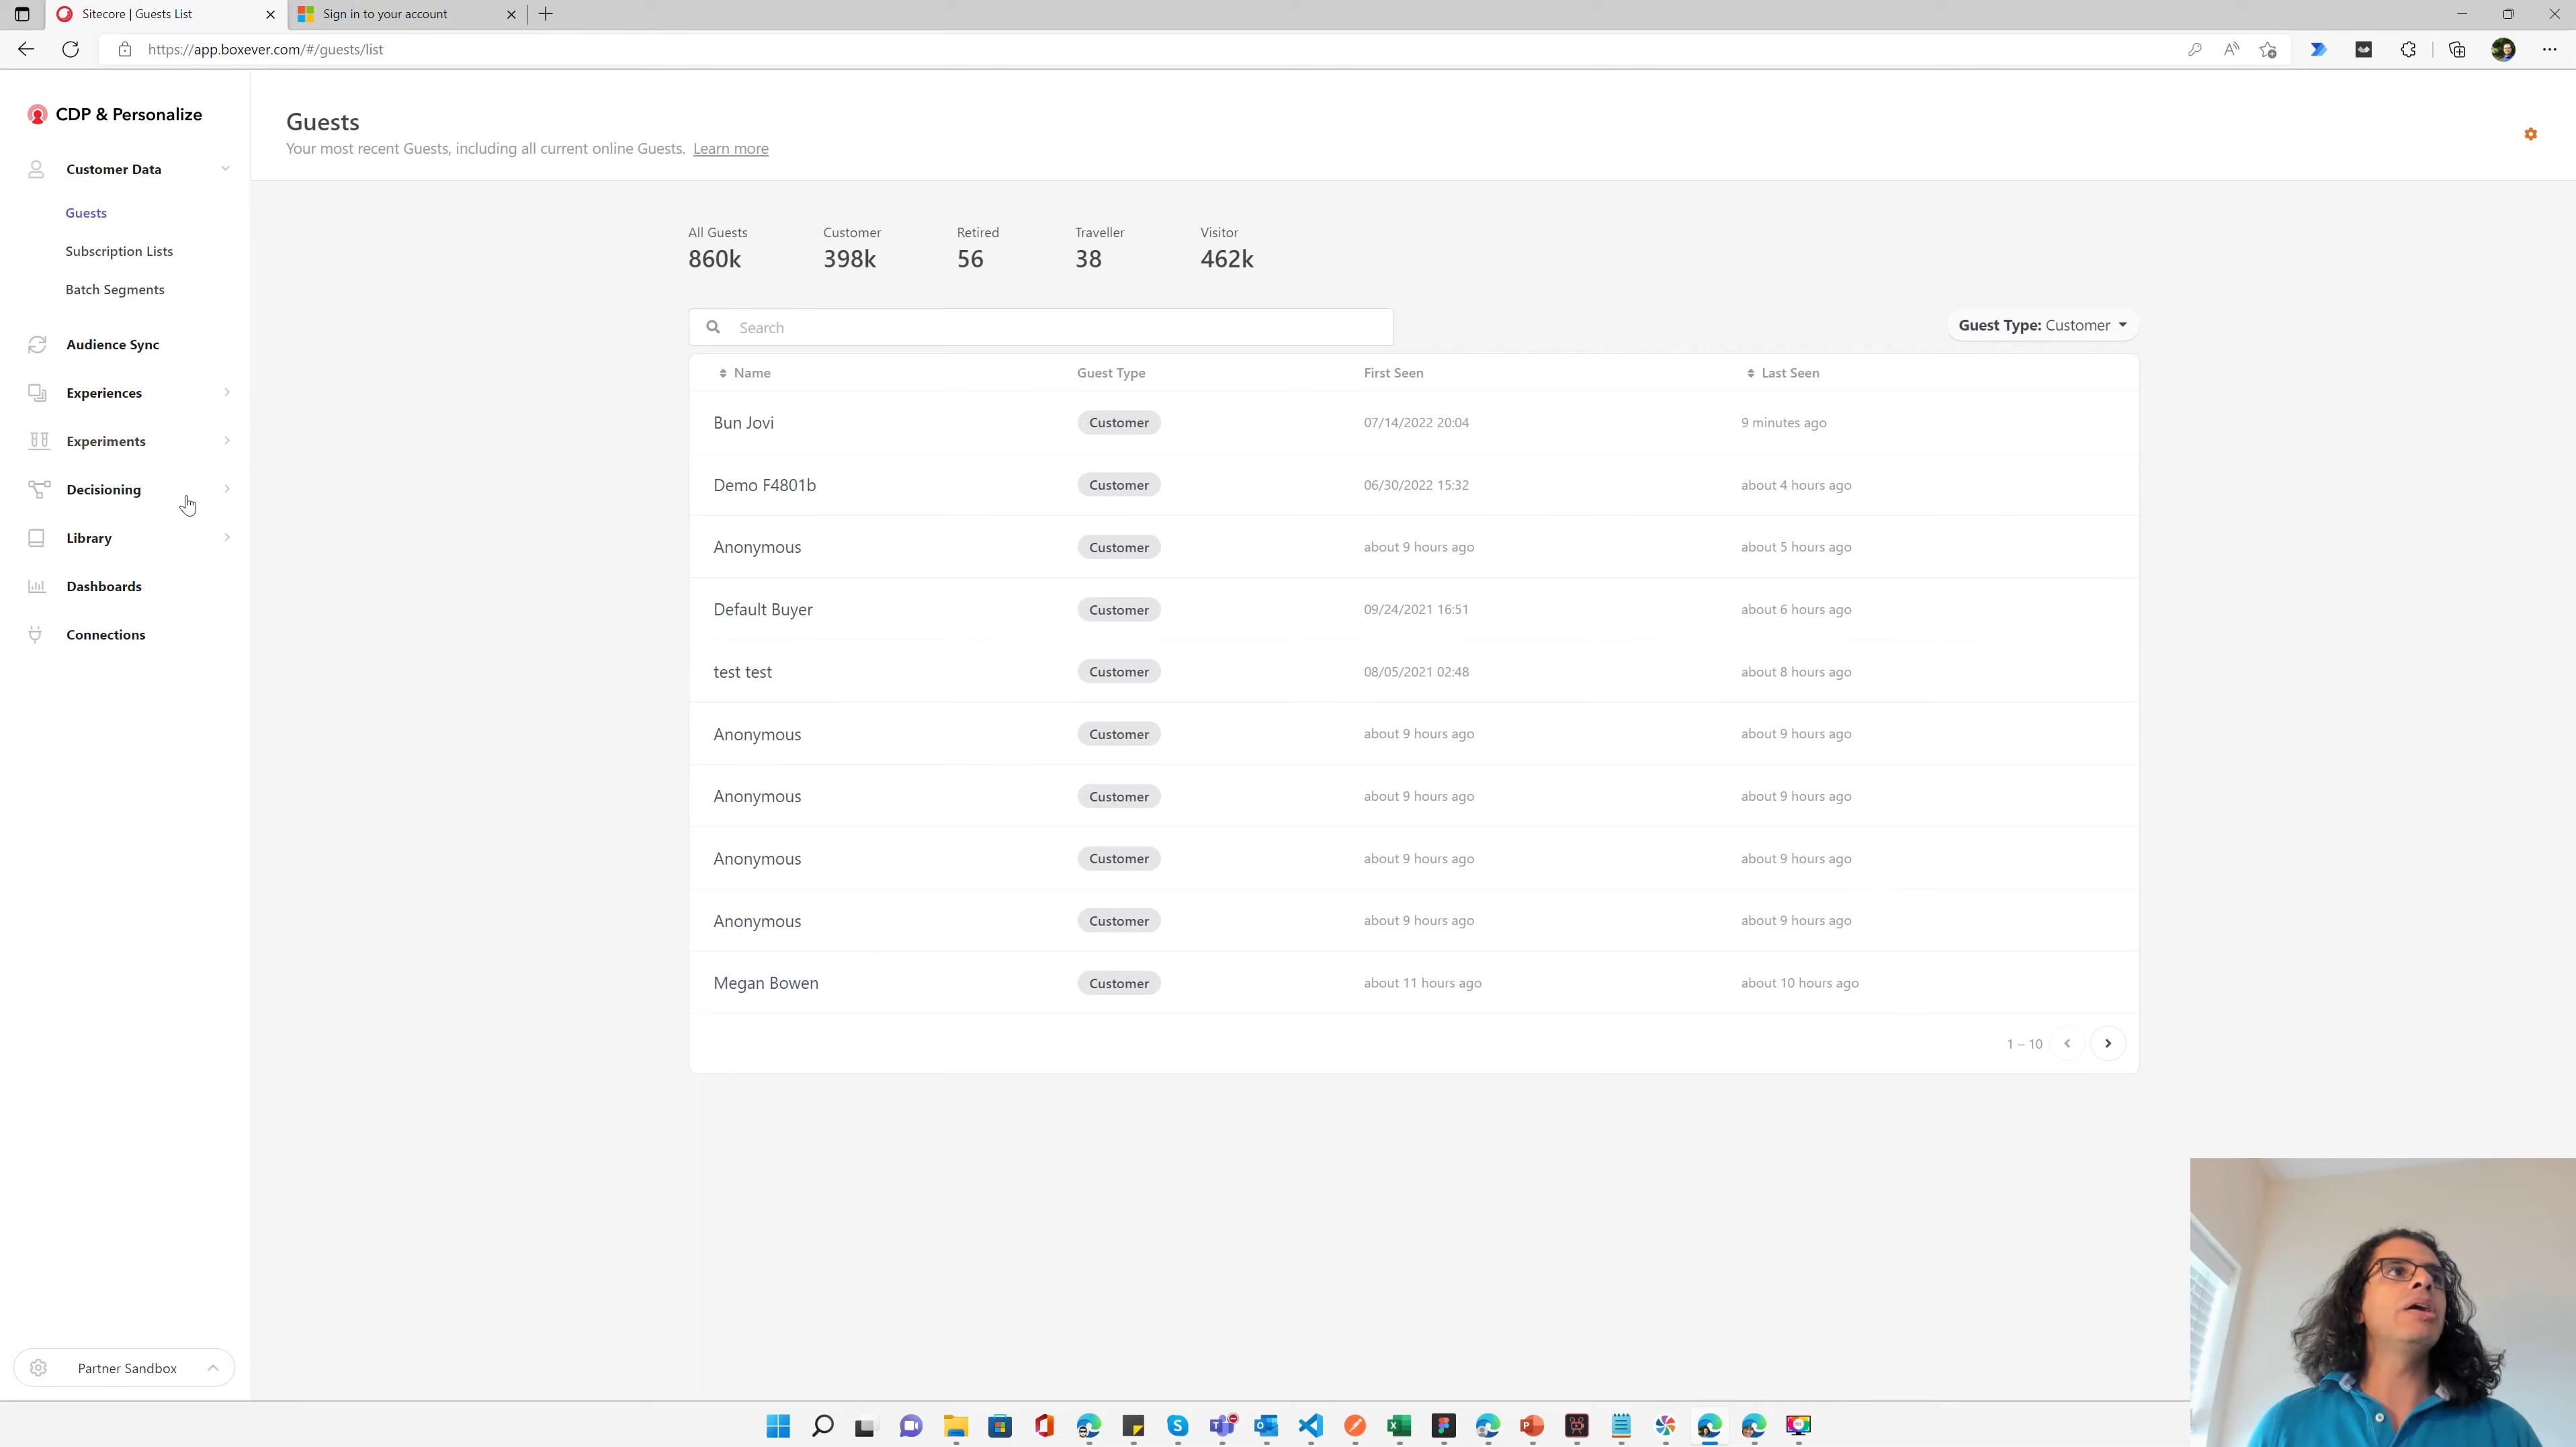 Sitecore | Guests List
Sign in to your account
https://app.boxever.com/#/guests/list
CDP & Personalize
Customer Data
Guests
Subscription Lists
Batch Segments
Audience Sync
Experiences
Experiments
Decisioning
Library
Dashboards
Connections
Partner Sandbox
Guests
Your most recent Guests, including all current online Guests. Learn more
All Guests Customer Retired Traveller Visitor
860k 398k 56 38 462k
Search
Guest Type: Customer
Name Guest Type First Seen Last Seen
Bun Jovi Customer 07/14/2022 20:04 9 minutes ago
Demo F4801b Customer 06/30/2022 15:32 about 4 hours ago
Anonymous Customer about 9 hours ago about 5 hours ago
Default Buyer Customer 09/24/2021 16:51 about 6 hours ago
test test Customer 08/05/2021 02:48 about 8 hours ago
Anonymous Customer about 9 hours ago about 9 hours ago
Anonymous Customer about 9 hours ago about 9 hours ago
Anonymous Customer about 9 hours ago about 9 hours ago
Anonymous Customer about 9 hours ago about 9 hours ago
Megan Bowen Customer about 11 hours ago about 10 hours ago
1 – 10